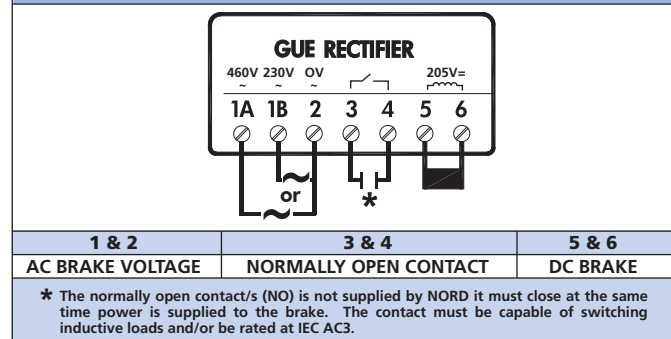 GUE RECTIFIER
460V 230V OV 205V=
~ ~ ~
1A 1B 2 3 4 5 6
~
or
~
*
1 & 2 3 & 4 5 & 6
AC BRAKE VOLTAGE NORMALLY OPEN CONTACT DC BRAKE
* The normally open contact/s (NO) is not supplied by NORD it must close at the same
time power is supplied to the brake. The contact must be capable of switching
inductive loads and/or be rated at IEC AC3.